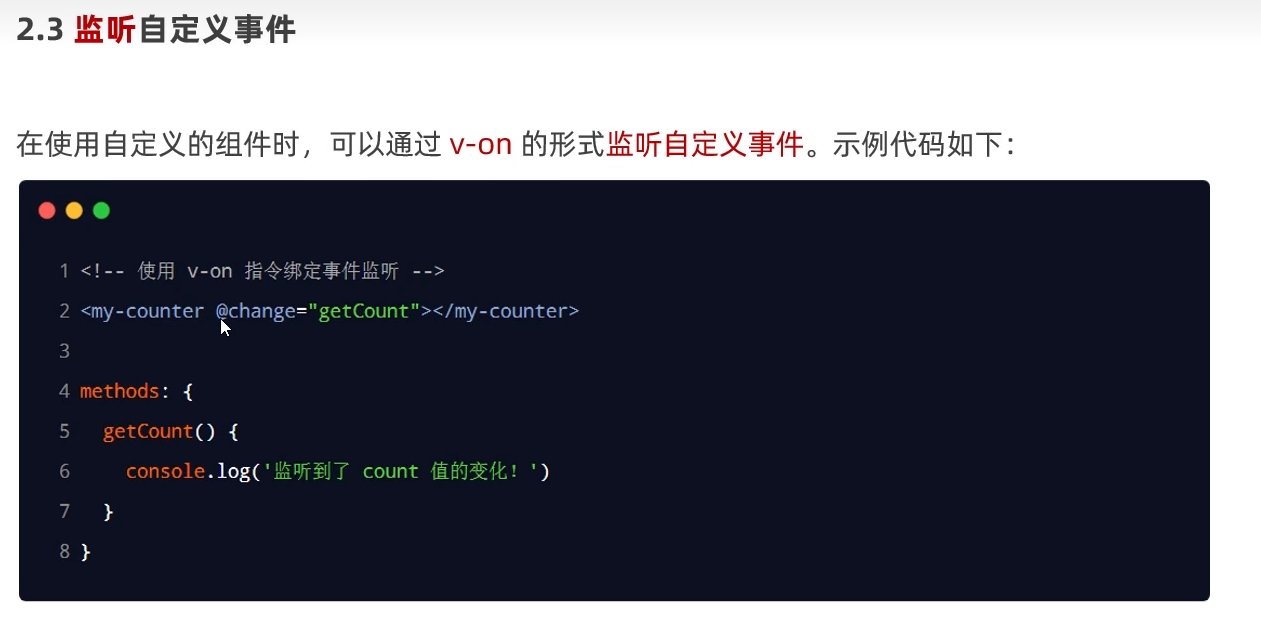 2.3 监听自定义事件
在使用自定义的组件时，可以通过 v-on 的形式监听自定义事件。示例代码如下：
1 <!-- 使用 v-on 指令绑定事件监听 -->
2 <my-counter @change="getCount"></my-counter>
3
4 methods: {
5   getCount() {
6     console.log('监听到了 count 值的变化！')
7   }
8 }